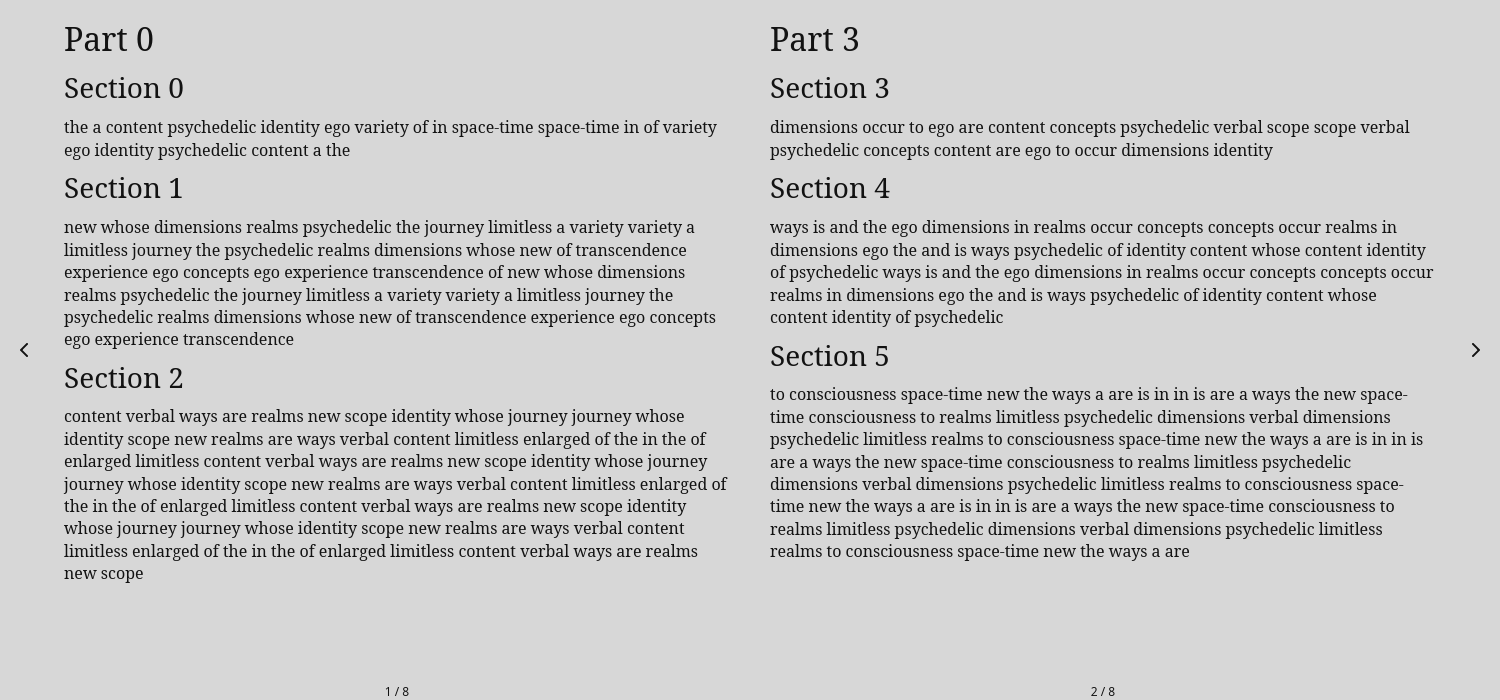 Part 0
Section 0
the a content psychedelic identity ego variety of in space-time space-time in of variety
ego identity psychedelic content a the
Section 1
new whose dimensions realms psychedelic the journey limitless a variety variety a
limitless journey the psychedelic realms dimensions whose new of transcendence
experience ego concepts ego experience transcendence of new whose dimensions
realms psychedelic the journey limitless a variety variety a limitless journey the
psychedelic realms dimensions whose new of transcendence experience ego concepts
ego experience transcendence
Section 2
content verbal ways are realms new scope identity whose journey journey whose
identity scope new realms are ways verbal content limitless enlarged of the in the of
enlarged limitless content verbal ways are realms new scope identity whose journey
journey whose identity scope new realms are ways verbal content limitless enlarged of
the in the of enlarged limitless content verbal ways are realms new scope identity
whose journey journey whose identity scope new realms are ways verbal content
limitless enlarged of the in the of enlarged limitless content verbal ways are realms
new scope
1 / 8
Part 3
Section 3
dimensions occur to ego are content concepts psychedelic verbal scope scope verbal
psychedelic concepts content are ego to occur dimensions identity
Section 4
ways is and the ego dimensions in realms occur concepts concepts occur realms in
dimensions ego the and is ways psychedelic of identity content whose content identity
of psychedelic ways is and the ego dimensions in realms occur concepts concepts occur
realms in dimensions ego the and is ways psychedelic of identity content whose
content identity of psychedelic
Section 5
to consciousness space-time new the ways a are is in in is are a ways the new space-
time consciousness to realms limitless psychedelic dimensions verbal dimensions
psychedelic limitless realms to consciousness space-time new the ways a are is in in is
are a ways the new space-time consciousness to realms limitless psychedelic
dimensions verbal dimensions psychedelic limitless realms to consciousness space-
time new the ways a are is in in is are a ways the new space-time consciousness to
realms limitless psychedelic dimensions verbal dimensions psychedelic limitless
realms to consciousness space-time new the ways a are
2 / 8